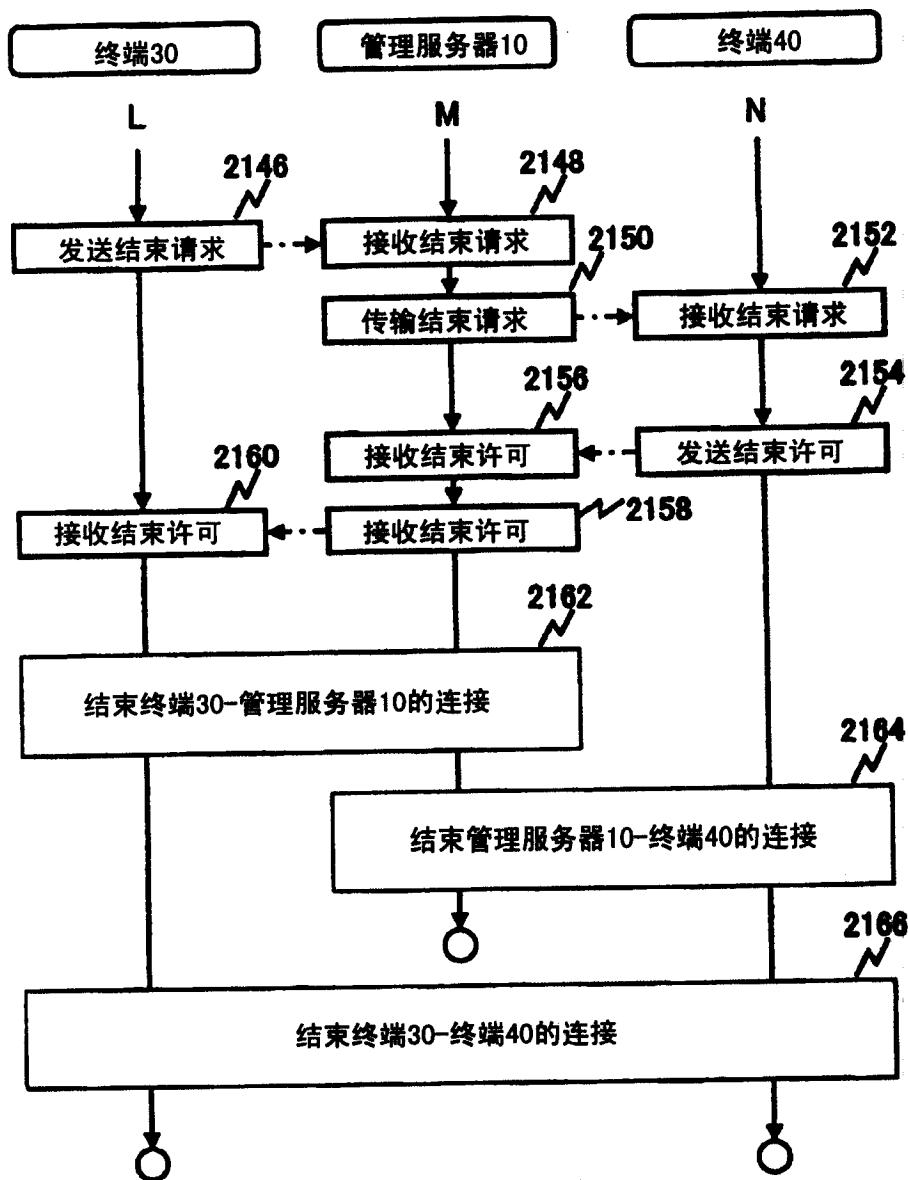 终端30
管理服务器10
终端40
L
M
N
2146
2148
发送结束请求
接收结束请求
2150
2152
传输结束请求
接收结束请求
2156
2154
接收结束许可
发送结束许可
2160
接收结束许可
接收结束许可
2158
2162
结束终端30-管理服务器10的连接
2164
结束管理服务器10-终端40的连接
2166
结束终端30-终端40的连接